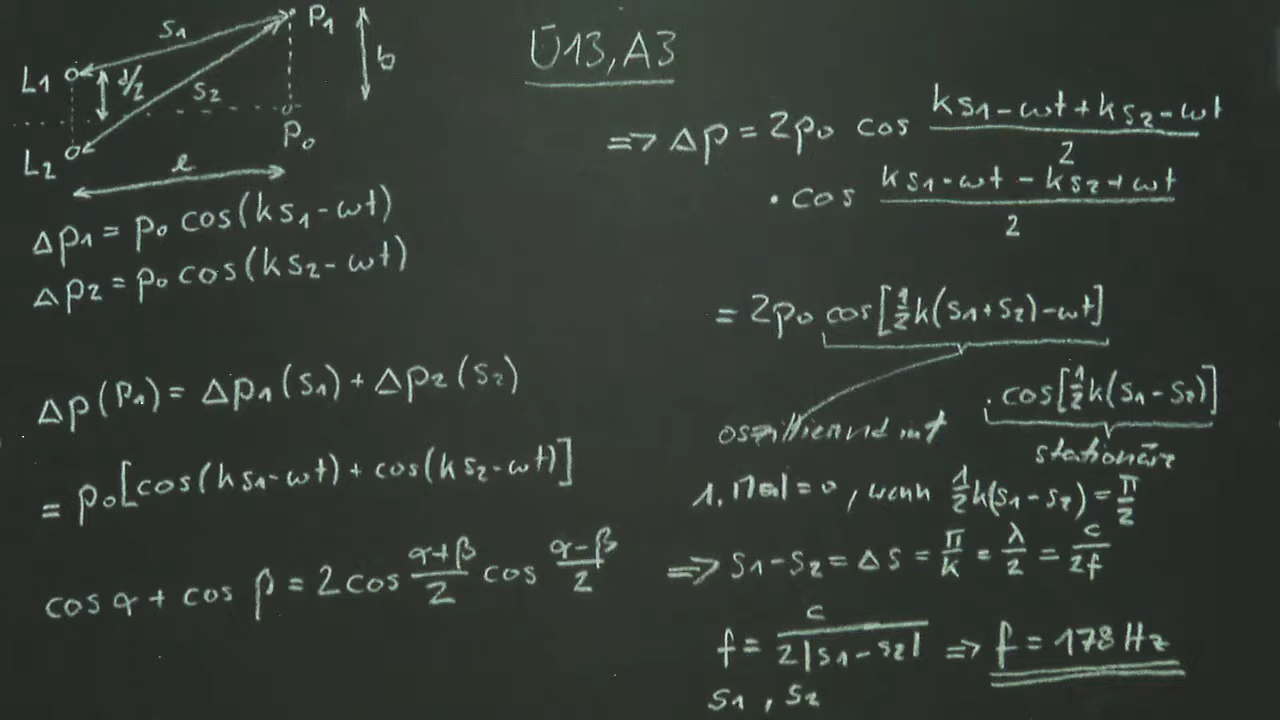 Ü13, A3
S1
P1
L1
d/2
S2
b
P0
L2
l
Δp1 = p0 cos(ks1 - ωt)
Δp2 = p0 cos(ks2 - ωt)
Δp(P1) = Δp1(s1) + Δp2(s2)
= p0[cos(ks1 - ωt) + cos(ks2 - ωt)]
cos α + cos β = 2 cos (α+β)/2 cos (α-β)/2
=> Δp = 2p0 cos (ks1 - ωt + ks2 - ωt)/2
· cos (ks1 - ωt - ks2 + ωt)/2
= 2p0 cos[1/2 k(s1+s2) - ωt]
· cos[1/2 k(s1 - s2)]
oszillierend mit
stationär
1. Mal = 0, wenn 1/2 k(s1 - s2) = π/2
=> s1 - s2 = Δs = π/k = λ/2 = c/2f
f = c/2|s1 - s2| => f = 178 Hz
s1, s2